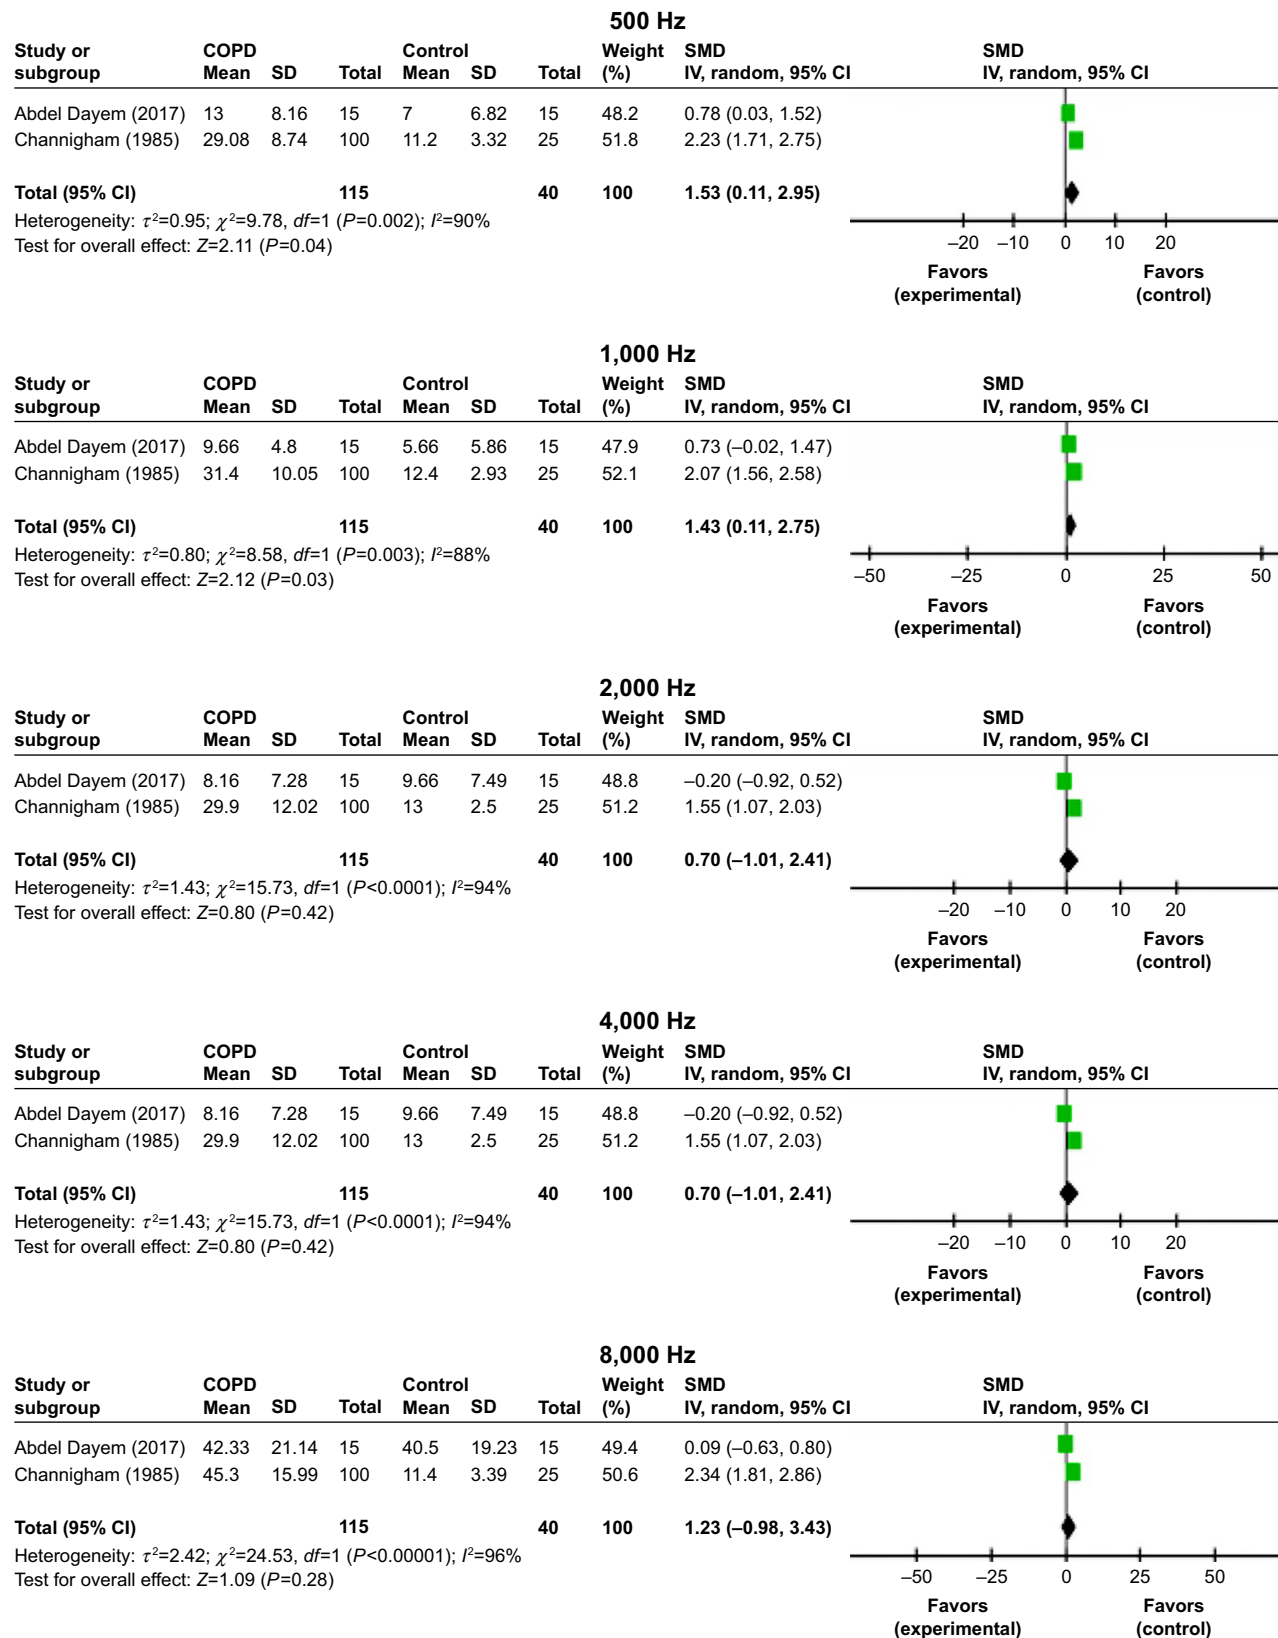 500 Hz
Study or COPD Control Weight SMD SMD
subgroup Mean SD Total Mean SD Total (%) IV, random, 95% CI IV, random, 95% CI
Abdel Dayem (2017) 13 8.16 15 7 6.82 15 48.2 0.78 (0.03, 1.52)
Channigham (1985) 29.08 8.74 100 11.2 3.32 25 51.8 2.23 (1.71, 2.75)
Total (95% CI) 115 40 100 1.53 (0.11, 2.95)
Heterogeneity: τ²=0.95; χ²=9.78, df=1 (P=0.002); I²=90%
Test for overall effect: Z=2.11 (P=0.04)
–20 –10 0 10 20
Favors Favors
(experimental) (control)
1,000 Hz
Study or COPD Control Weight SMD SMD
subgroup Mean SD Total Mean SD Total (%) IV, random, 95% CI IV, random, 95% CI
Abdel Dayem (2017) 9.66 4.8 15 5.66 5.86 15 47.9 0.73 (–0.02, 1.47)
Channigham (1985) 31.4 10.05 100 12.4 2.93 25 52.1 2.07 (1.56, 2.58)
Total (95% CI) 115 40 100 1.43 (0.11, 2.75)
Heterogeneity: τ²=0.80; χ²=8.58, df=1 (P=0.003); I²=88%
Test for overall effect: Z=2.12 (P=0.03)
–50 –25 0 25 50
Favors Favors
(experimental) (control)
2,000 Hz
Study or COPD Control Weight SMD SMD
subgroup Mean SD Total Mean SD Total (%) IV, random, 95% CI IV, random, 95% CI
Abdel Dayem (2017) 8.16 7.28 15 9.66 7.49 15 48.8 –0.20 (–0.92, 0.52)
Channigham (1985) 29.9 12.02 100 13 2.5 25 51.2 1.55 (1.07, 2.03)
Total (95% CI) 115 40 100 0.70 (–1.01, 2.41)
Heterogeneity: τ²=1.43; χ²=15.73, df=1 (P<0.0001); I²=94%
Test for overall effect: Z=0.80 (P=0.42)
–20 –10 0 10 20
Favors Favors
(experimental) (control)
4,000 Hz
Study or COPD Control Weight SMD SMD
subgroup Mean SD Total Mean SD Total (%) IV, random, 95% CI IV, random, 95% CI
Abdel Dayem (2017) 8.16 7.28 15 9.66 7.49 15 48.8 –0.20 (–0.92, 0.52)
Channigham (1985) 29.9 12.02 100 13 2.5 25 51.2 1.55 (1.07, 2.03)
Total (95% CI) 115 40 100 0.70 (–1.01, 2.41)
Heterogeneity: τ²=1.43; χ²=15.73, df=1 (P<0.0001); I²=94%
Test for overall effect: Z=0.80 (P=0.42)
–20 –10 0 10 20
Favors Favors
(experimental) (control)
8,000 Hz
Study or COPD Control Weight SMD SMD
subgroup Mean SD Total Mean SD Total (%) IV, random, 95% CI IV, random, 95% CI
Abdel Dayem (2017) 42.33 21.14 15 40.5 19.23 15 49.4 0.09 (–0.63, 0.80)
Channigham (1985) 45.3 15.99 100 11.4 3.39 25 50.6 2.34 (1.81, 2.86)
Total (95% CI) 115 40 100 1.23 (–0.98, 3.43)
Heterogeneity: τ²=2.42; χ²=24.53, df=1 (P<0.00001); I²=96%
Test for overall effect: Z=1.09 (P=0.28)
–50 –25 0 25 50
Favors Favors
(experimental) (control)